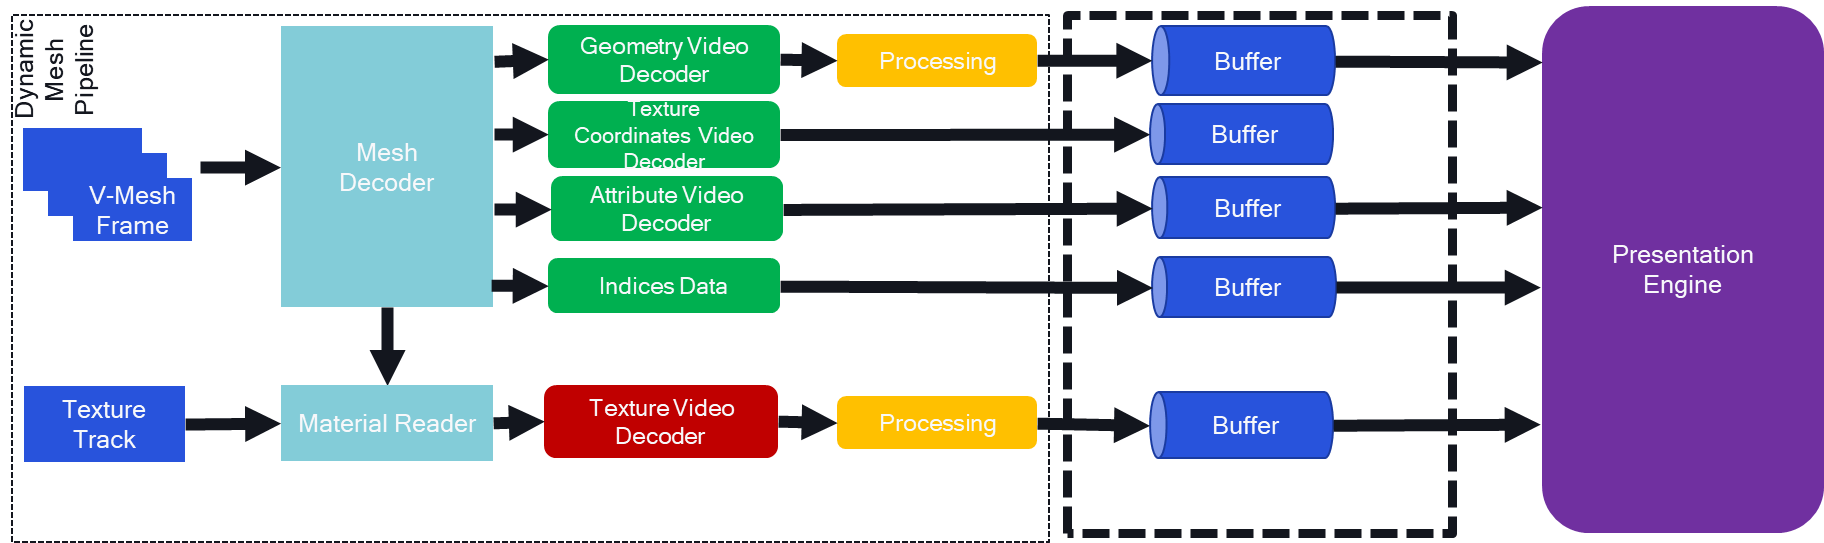 Dynamic
Mesh
Pipeline
V-Mesh
Frame
Texture
Track
Mesh
Decoder
Material Reader
Geometry Video
Decoder
Texture
Coordinates Video
Decoder
Attribute Video
Decoder
Indices Data
Texture Video
Decoder
Processing
Processing
Buffer
Buffer
Buffer
Buffer
Buffer
Presentation
Engine